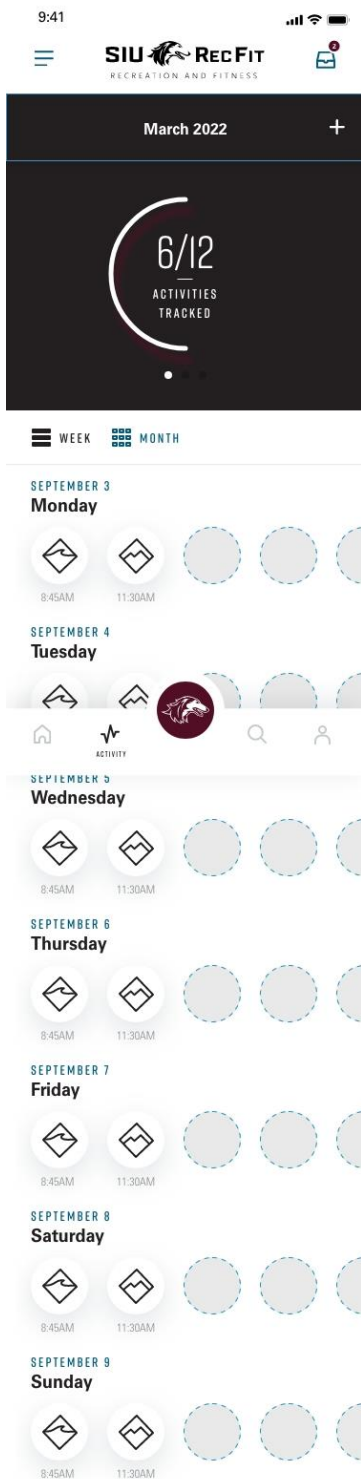 9:41
2
SIU RECFIT
RECREATION AND FITNESS
March 2022
6/12
ACTIVITIES
TRACKED
WEEK MONTH
SEPTEMBER 3
Monday
8:45AM 11:30AM
SEPTEMBER 4
Tuesday
ACTIVITY
SEPTEMBER 5
Wednesday
8:45AM 11:30AM
SEPTEMBER 6
Thursday
8:45AM 11:30AM
SEPTEMBER 7
Friday
8:45AM 11:30AM
SEPTEMBER 8
Saturday
8:45AM 11:30AM
SEPTEMBER 9
Sunday
8:45AM 11:30AM